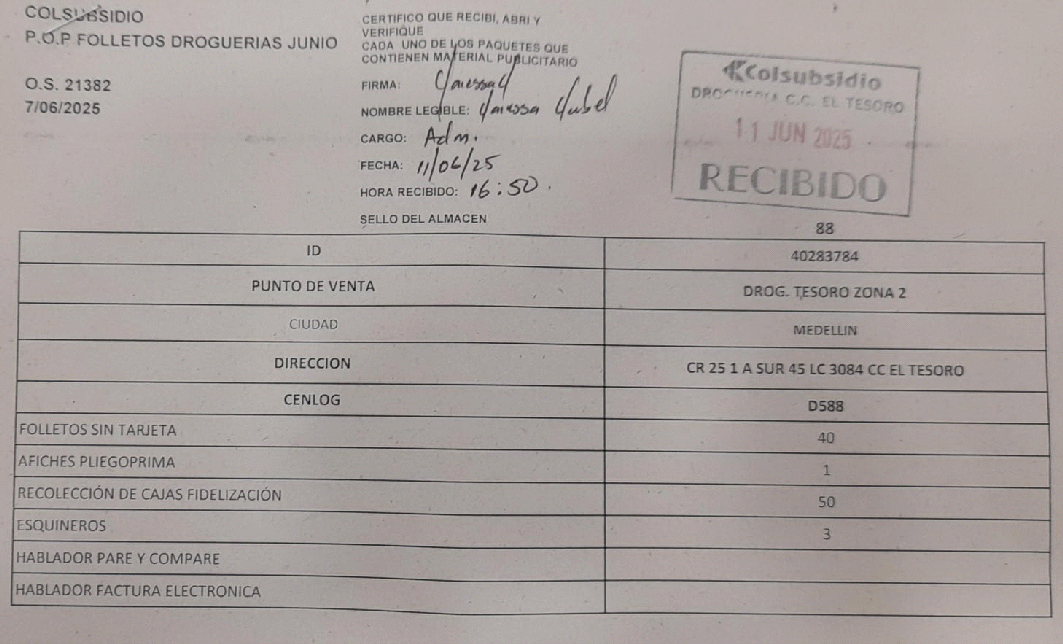 COLSUBSIDIO
P.O.P FOLLETOS DROGUERIAS JUNIO
O.S. 21382
7/06/2025
CERTIFICO QUE RECIBI, ABRI Y
VERIFIQUE
CADA UNO DE LOS PAQUETES QUE
CONTIENEN MATERIAL PUBLICITARIO
FIRMA:
NOMBRE LEGIBLE: Vanessa Yubel
CARGO: Adm.
FECHA: 11/06/25
HORA RECIBIDO: 16:50.
SELLO DEL ALMACEN
Colsubsidio
DROGUERIA C.C. EL TESORO
11 JUN 2025
RECIBIDO
88
ID 40283784
PUNTO DE VENTA DROG. TESORO ZONA 2
CIUDAD MEDELLIN
DIRECCION CR 25 1 A SUR 45 LC 3084 CC EL TESORO
CENLOG D588
FOLLETOS SIN TARJETA 40
AFICHES PLIEGOPRIMA 1
RECOLECCIÓN DE CAJAS FIDELIZACIÓN 50
ESQUINEROS 3
HABLADOR PARE Y COMPARE
HABLADOR FACTURA ELECTRONICA